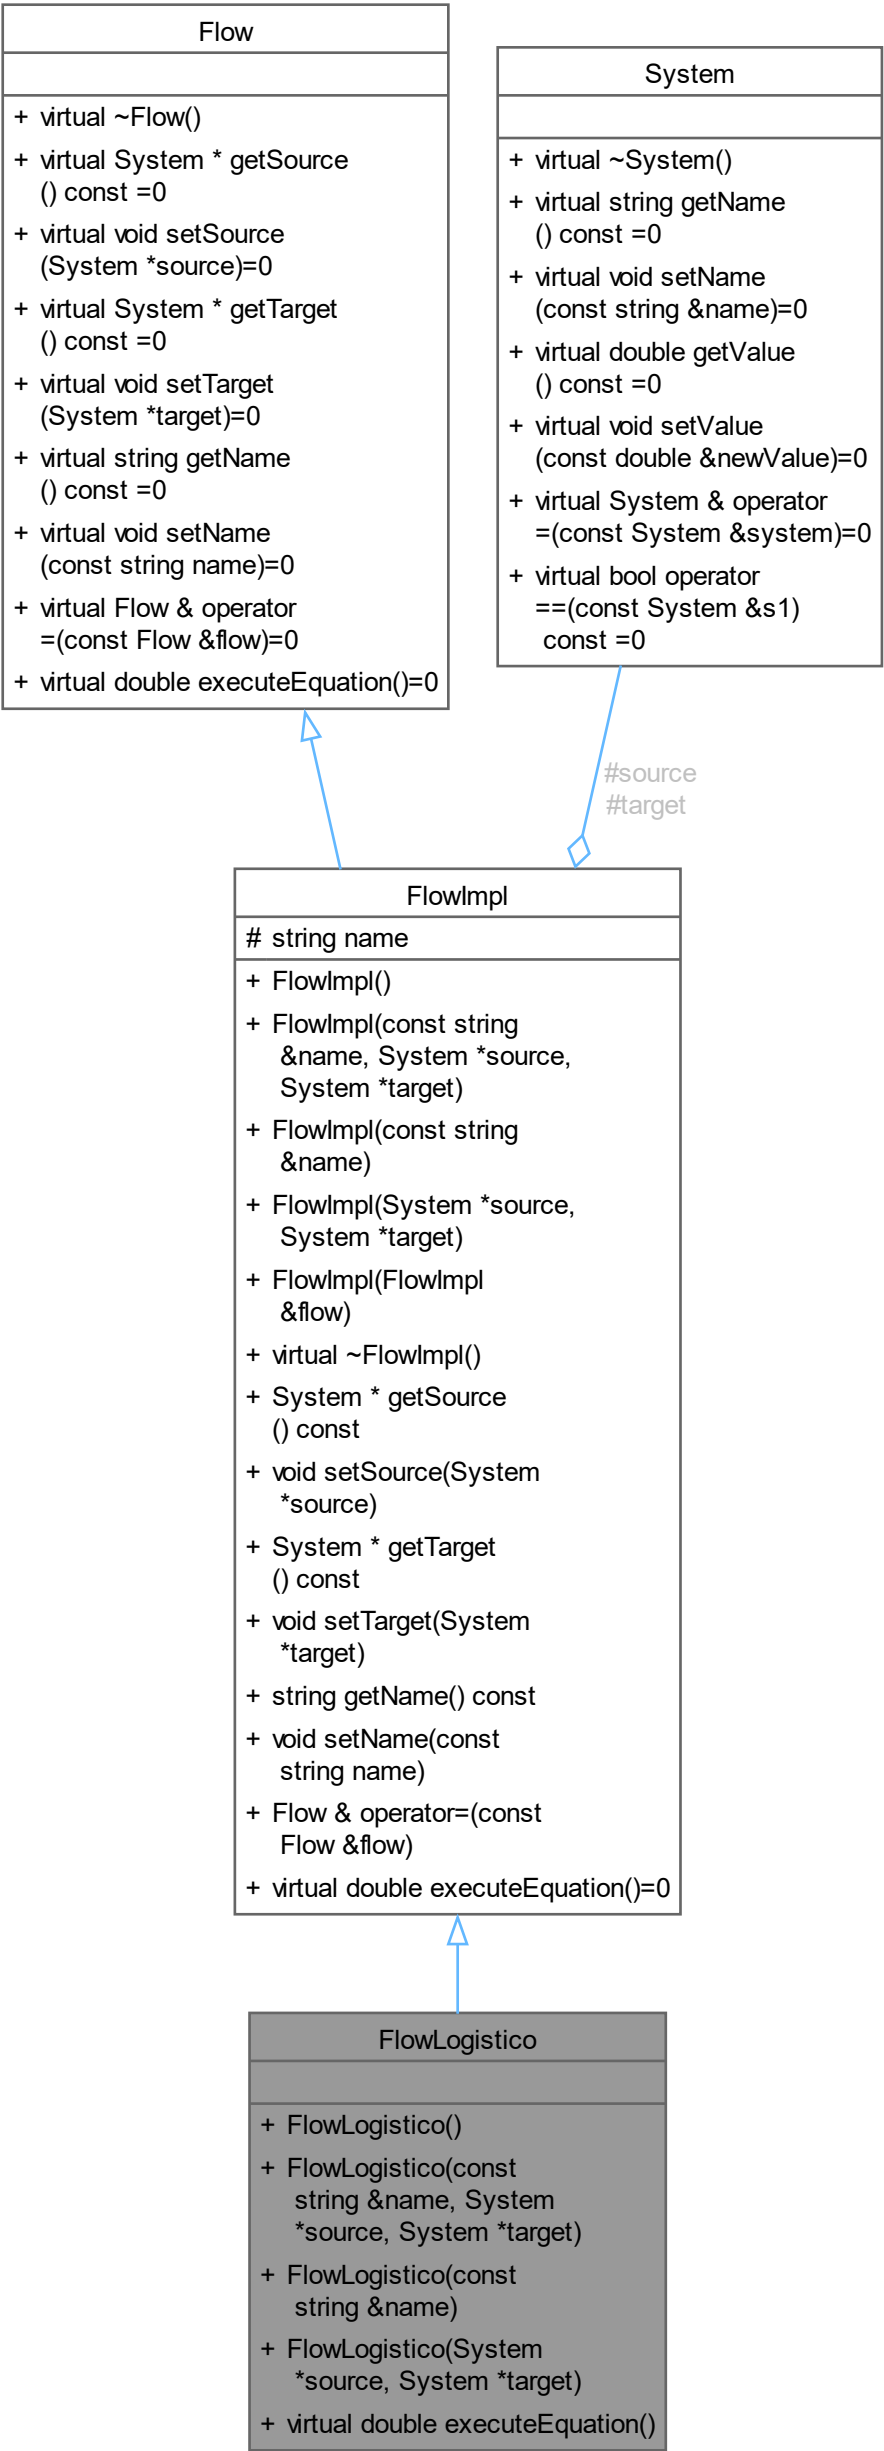 Flow
+ virtual ~Flow()
+ virtual System * getSource
() const =0
+ virtual void setSource
(System *source)=0
+ virtual System * getTarget
() const =0
+ virtual void setTarget
(System *target)=0
+ virtual string getName
() const =0
+ virtual void setName
(const string name)=0
+ virtual Flow & operator
=(const Flow &flow)=0
+ virtual double executeEquation()=0
System
+ virtual ~System()
+ virtual string getName
() const =0
+ virtual void setName
(const string &name)=0
+ virtual double getValue
() const =0
+ virtual void setValue
(const double &newValue)=0
+ virtual System & operator
=(const System &system)=0
+ virtual bool operator
==(const System &s1)
const =0
#source
#target
FlowImpl
# string name
+ FlowImpl()
+ FlowImpl(const string
&name, System *source,
System *target)
+ FlowImpl(const string
&name)
+ FlowImpl(System *source,
System *target)
+ FlowImpl(FlowImpl
&flow)
+ virtual ~FlowImpl()
+ System * getSource
() const
+ void setSource(System
*source)
+ System * getTarget
() const
+ void setTarget(System
*target)
+ string getName() const
+ void setName(const
string name)
+ Flow & operator=(const
Flow &flow)
+ virtual double executeEquation()=0
FlowLogistico
+ FlowLogistico()
+ FlowLogistico(const
string &name, System
*source, System *target)
+ FlowLogistico(const
string &name)
+ FlowLogistico(System
*source, System *target)
+ virtual double executeEquation()